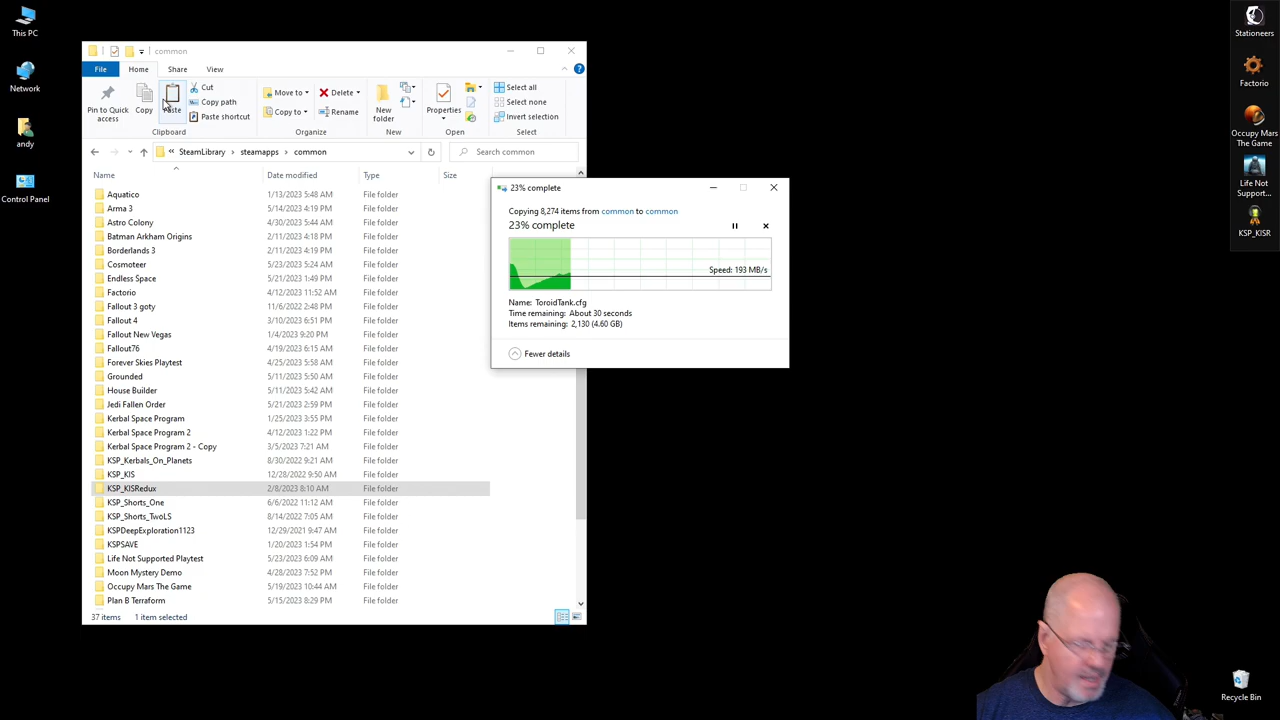 This PC
Network
andy
Control Panel
common
File
Home
Share
View
Pin to Quick
access
Copy
Paste
Cut
Copy path
Paste shortcut
Clipboard
Move to
Copy to
Delete
Rename
Organize
New
folder
New
Properties
Open
Select all
Select none
Invert selection
Select
« SteamLibrary > steamapps > common
Search common
Name Date modified Type Size
Aquatico 1/13/2023 5:48 AM File folder
Arma 3 5/14/2023 4:19 PM File folder
Astro Colony 4/30/2023 5:44 AM File folder
Batman Arkham Origins 2/11/2023 4:18 PM File folder
Borderlands 3 2/11/2023 4:19 PM File folder
Cosmoteer 5/23/2023 5:24 AM File folder
Endless Space 5/21/2023 1:49 PM File folder
Factorio 4/12/2023 11:52 AM File folder
Fallout 3 goty 11/6/2022 2:48 PM File folder
Fallout 4 3/10/2023 6:51 PM File folder
Fallout New Vegas 1/4/2023 9:20 PM File folder
Fallout76 4/19/2023 6:15 AM File folder
Forever Skies Playtest 4/25/2023 5:58 AM File folder
Grounded 5/11/2023 5:50 AM File folder
House Builder 5/11/2023 5:42 AM File folder
Jedi Fallen Order 5/21/2023 2:59 PM File folder
Kerbal Space Program 1/25/2023 3:55 PM File folder
Kerbal Space Program 2 4/12/2023 1:22 PM File folder
Kerbal Space Program 2 - Copy 3/5/2023 7:21 AM File folder
KSP_Kerbals_On_Planets 8/30/2022 9:21 AM File folder
KSP_KIS 12/28/2022 9:50 AM File folder
KSP_KISRedux 2/8/2023 8:10 AM File folder
KSP_Shorts_One 6/6/2022 11:12 AM File folder
KSP_Shorts_TwoLS 8/14/2022 7:05 AM File folder
KSPDeepExploration1123 12/29/2021 9:47 AM File folder
KSPSAVE 1/20/2023 1:54 PM File folder
Life Not Supported Playtest 5/23/2023 6:09 AM File folder
Moon Mystery Demo 4/28/2023 7:52 PM File folder
Occupy Mars The Game 5/19/2023 10:44 AM File folder
Plan B Terraform 5/15/2023 8:29 PM File folder
37 items 1 item selected
23% complete
Copying 8,274 items from common to common
23% complete
Speed: 193 MB/s
Name: ToroidTank.cfg
Time remaining: About 30 seconds
Items remaining: 2,130 (4.60 GB)
Fewer details
Stationeers
Factorio
Occupy Mars
The Game
Life Not
Support...
KSP_KISR
Recycle Bin